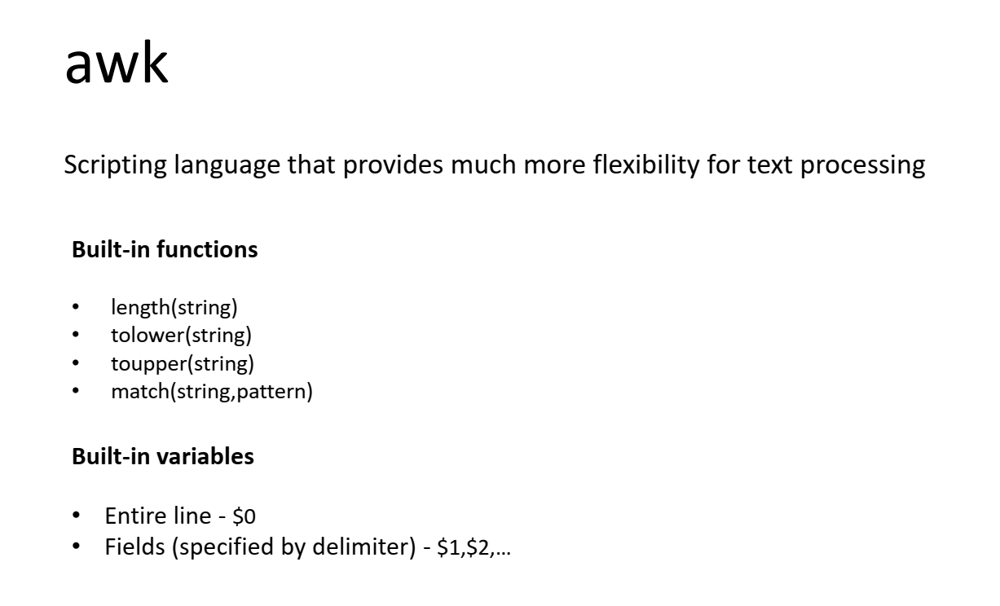 awk
Scripting language that provides much more flexibility for text processing
Built-in functions
• length(string)
• tolower(string)
• toupper(string)
• match(string,pattern)
Built-in variables
• Entire line - $0
• Fields (specified by delimiter) - $1,$2,...